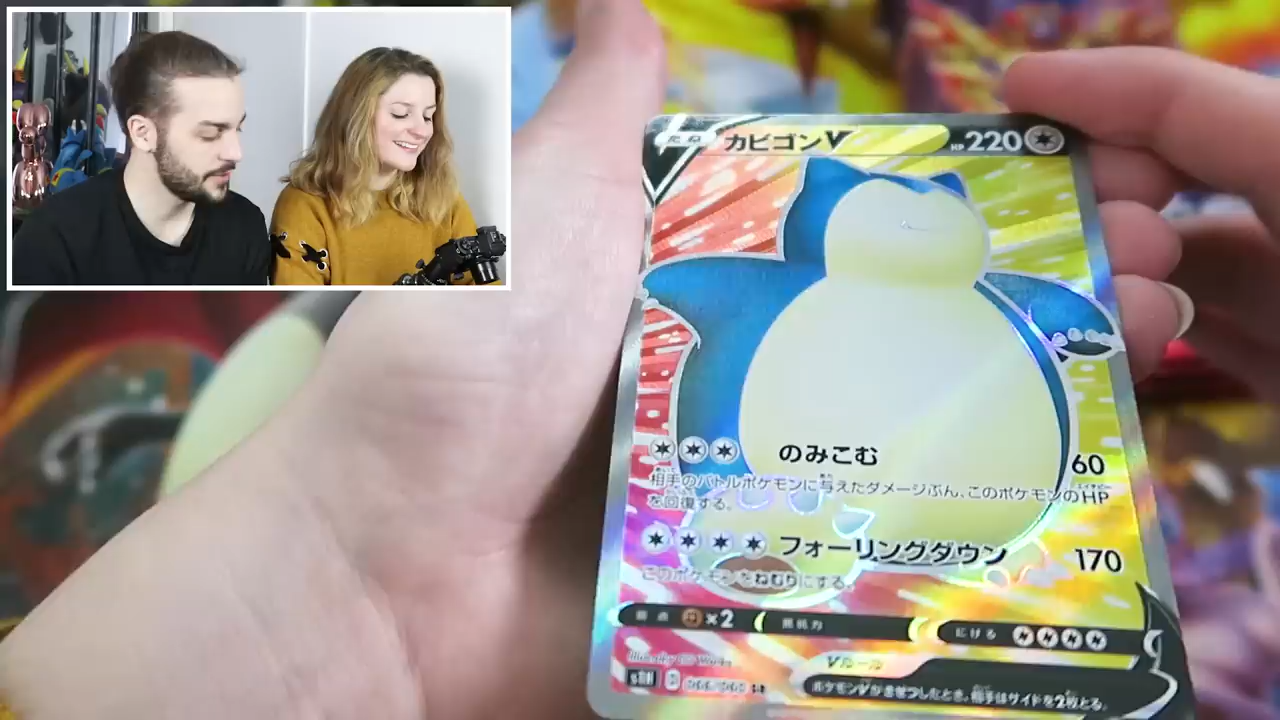 たね カビゴンV HP220
のみこむ 60
相手のバトルポケモンに与えたダメージぶん、このポケモンのHP
を回復する。
フォーリングダウン 170
このポケモンをねむりにする。
弱点 ×2 抵抗力 にげる
Vルール
ポケモンVがきぜつしたとき、相手はサイドを2枚とる。